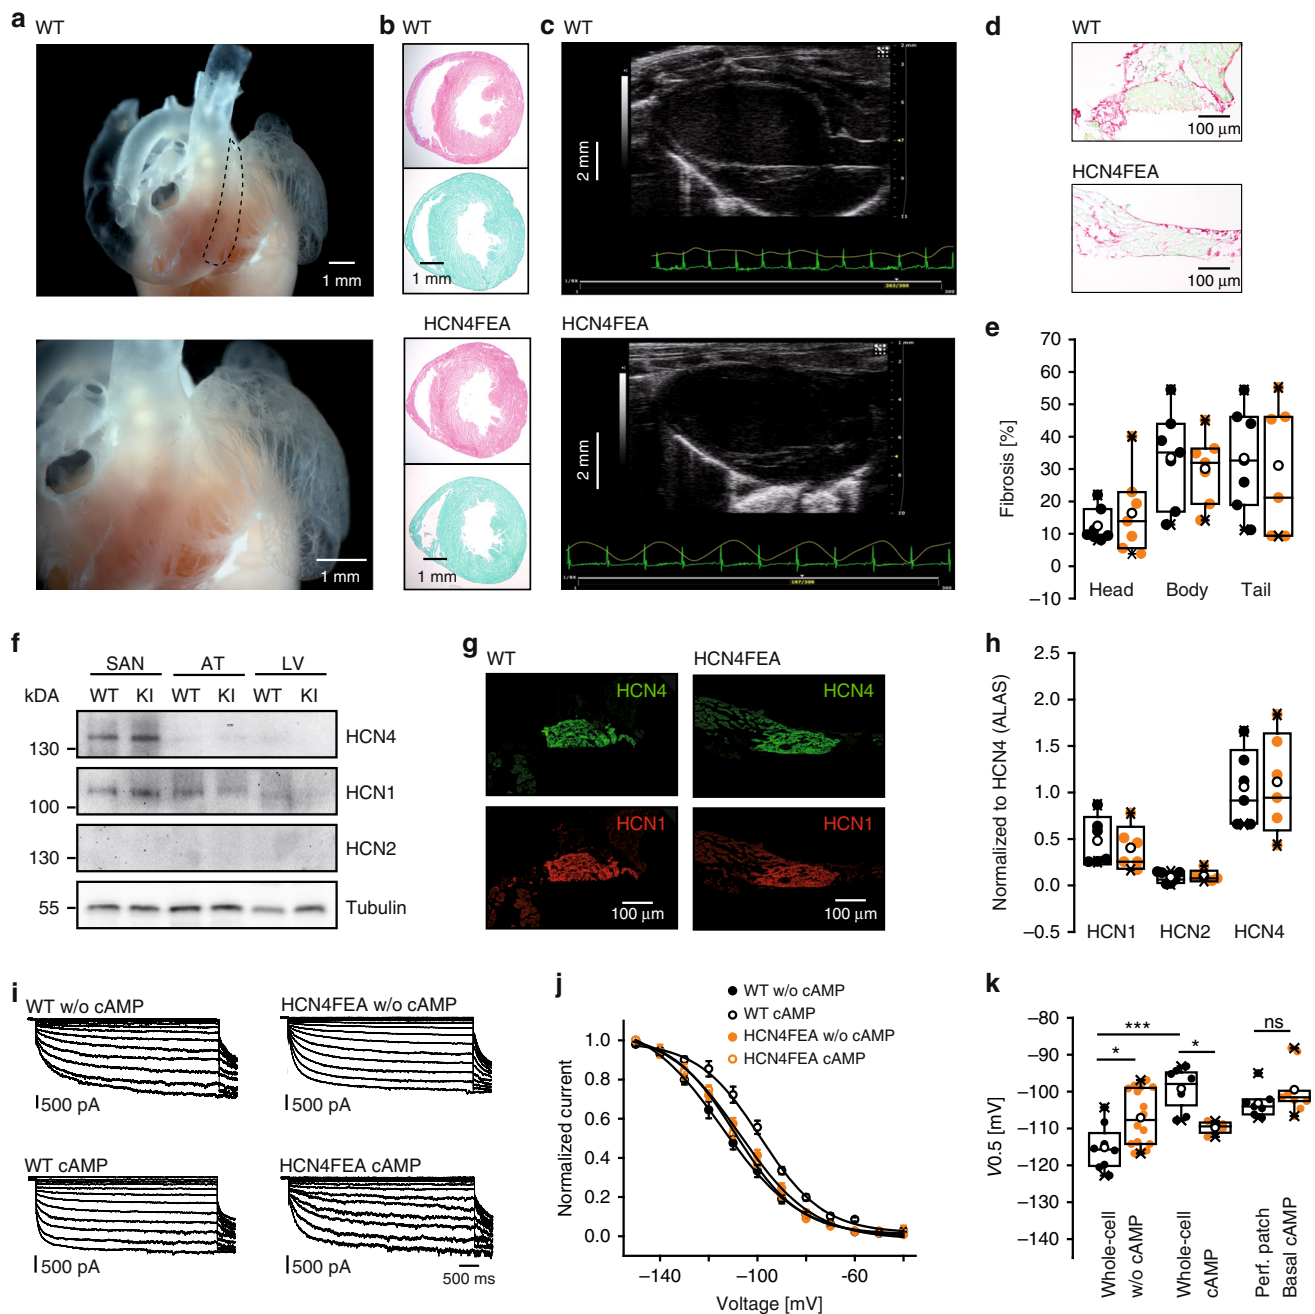 a
WT
1 mm
1 mm
b
WT
1 mm
HCN4FEA
1 mm
c
WT
2 mm
HCN4FEA
2 mm
d
WT
100 µm
HCN4FEA
100 µm
e
Fibrosis [%]
70
60
50
40
30
20
10
0
–10
Head Body Tail
f
SAN AT LV
kDA WT KI WT KI WT KI
130 HCN4
100 HCN1
130 HCN2
55 Tubulin
g
WT HCN4FEA
HCN4 HCN4
HCN1 HCN1
100 µm 100 µm
h
Normalized to HCN4 (ALAS)
2.5
2.0
1.5
1.0
0.5
0.0
–0.5
HCN1 HCN2 HCN4
i
WT w/o cAMP HCN4FEA w/o cAMP
500 pA 500 pA
WT cAMP HCN4FEA cAMP
500 pA 500 pA
500 ms
j
WT w/o cAMP
WT cAMP
HCN4FEA w/o cAMP
HCN4FEA cAMP
Normalized current
1.0
0.8
0.6
0.4
0.2
0.0
–140 –100 -60
Voltage [mV]
k
V0.5 [mV]
–80
–90
–100
–110
–120
–130
–140
*** ns
* *
Whole-cell
w/o cAMP
Whole-cell
cAMP
Perf. patch
Basal cAMP